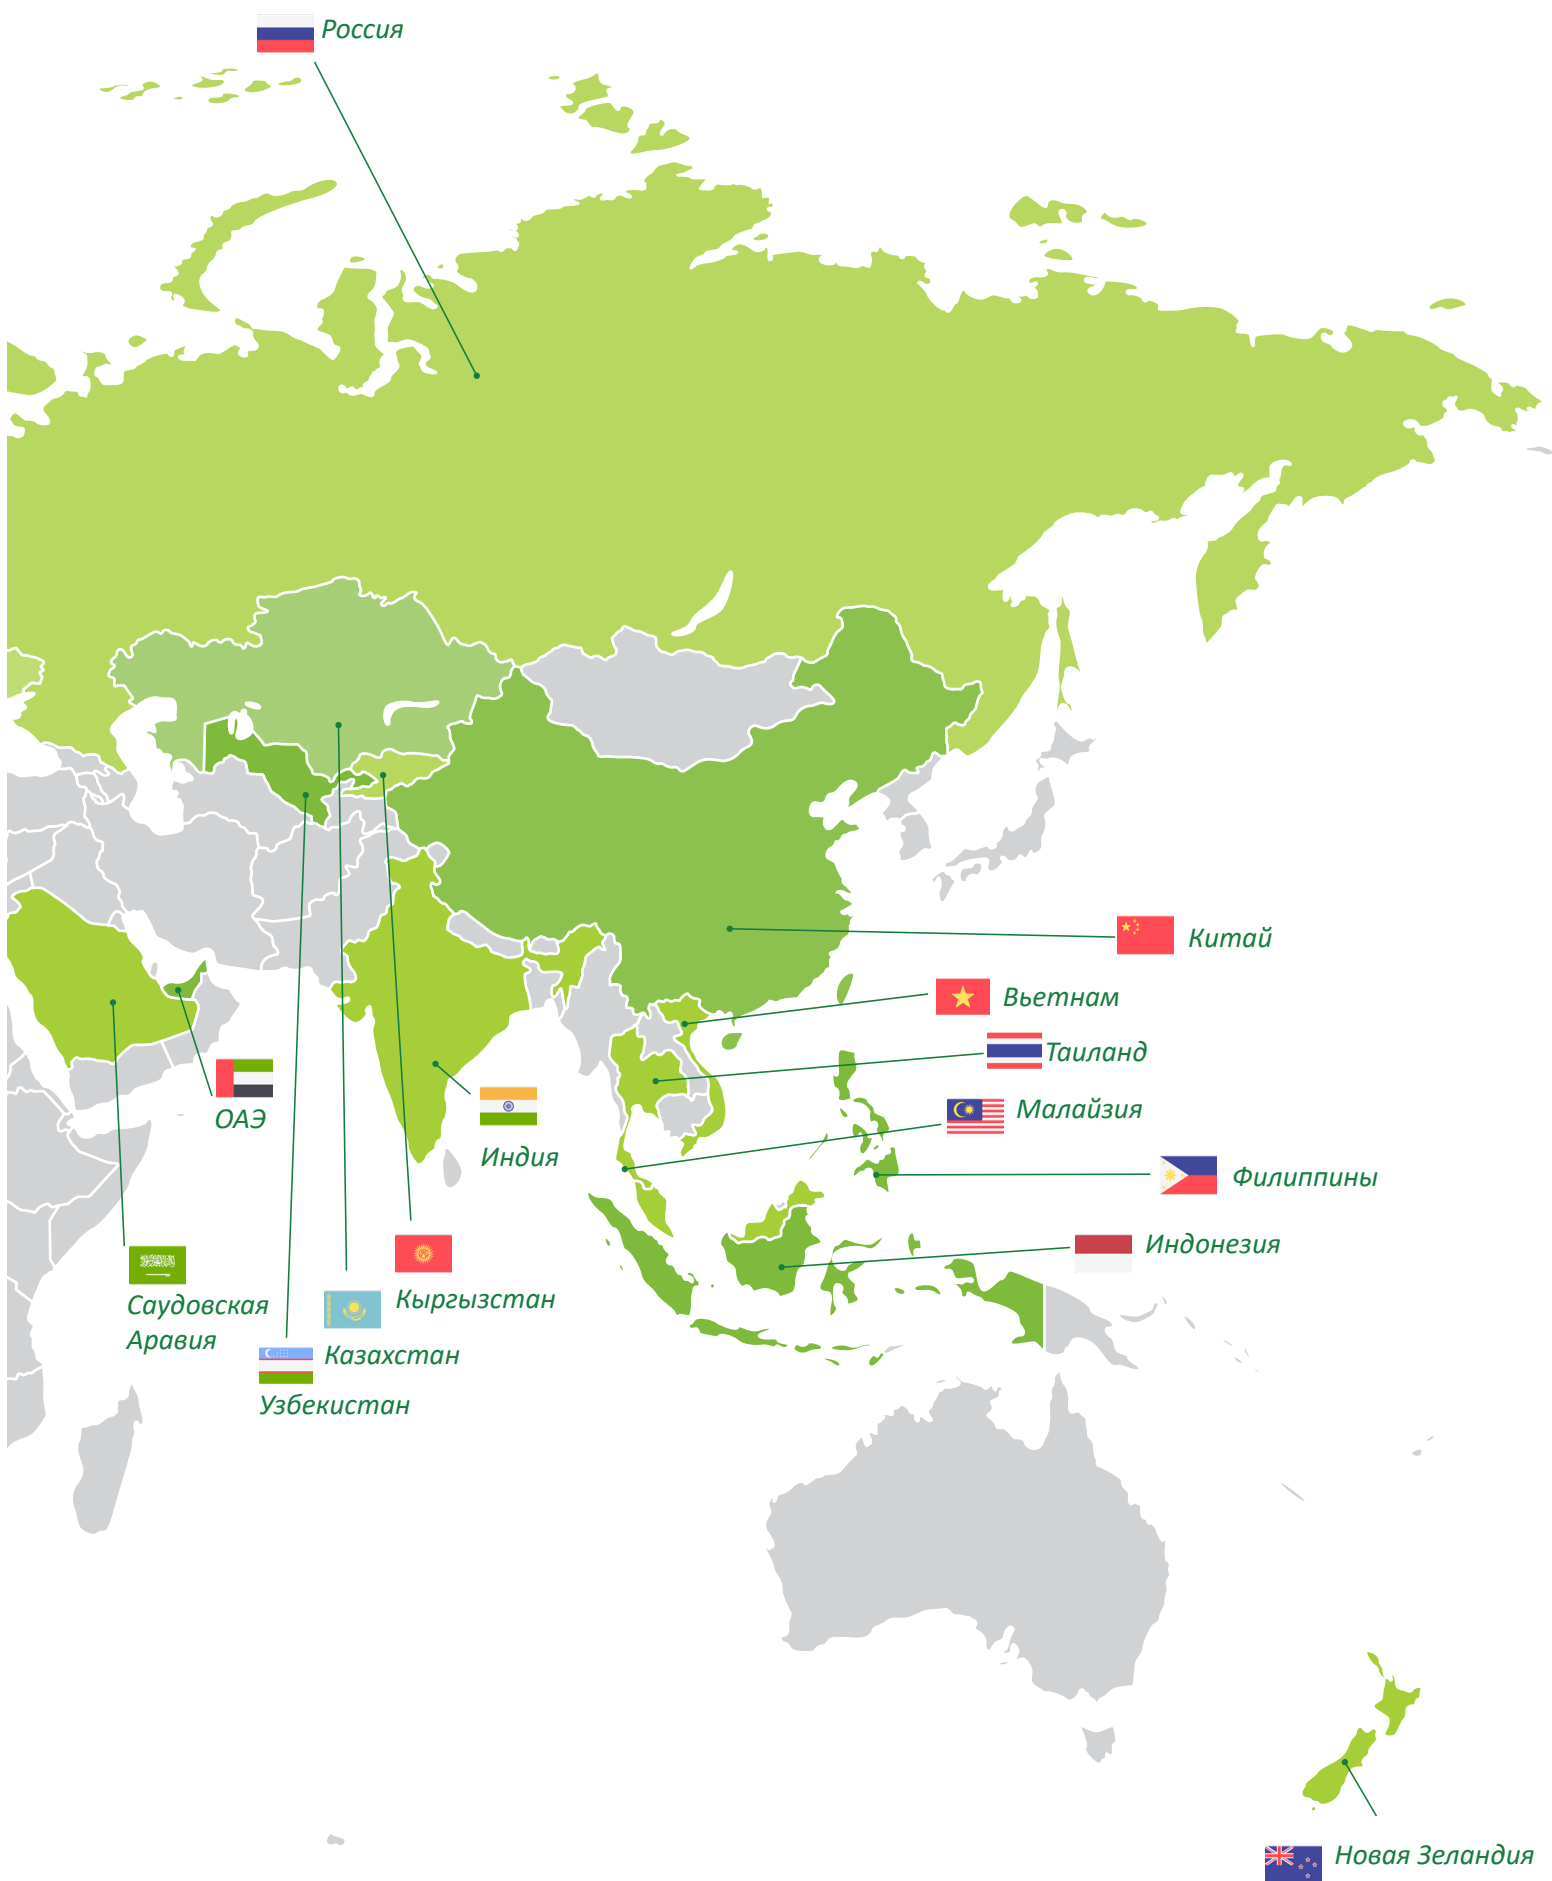 Россия
Китай
Вьетнам
Таиланд
Малайзия
ОАЭ
Индия
Филиппины
Индонезия
Саудовская
Аравия
Кыргызстан
Казахстан
Узбекистан
Новая Зеландия